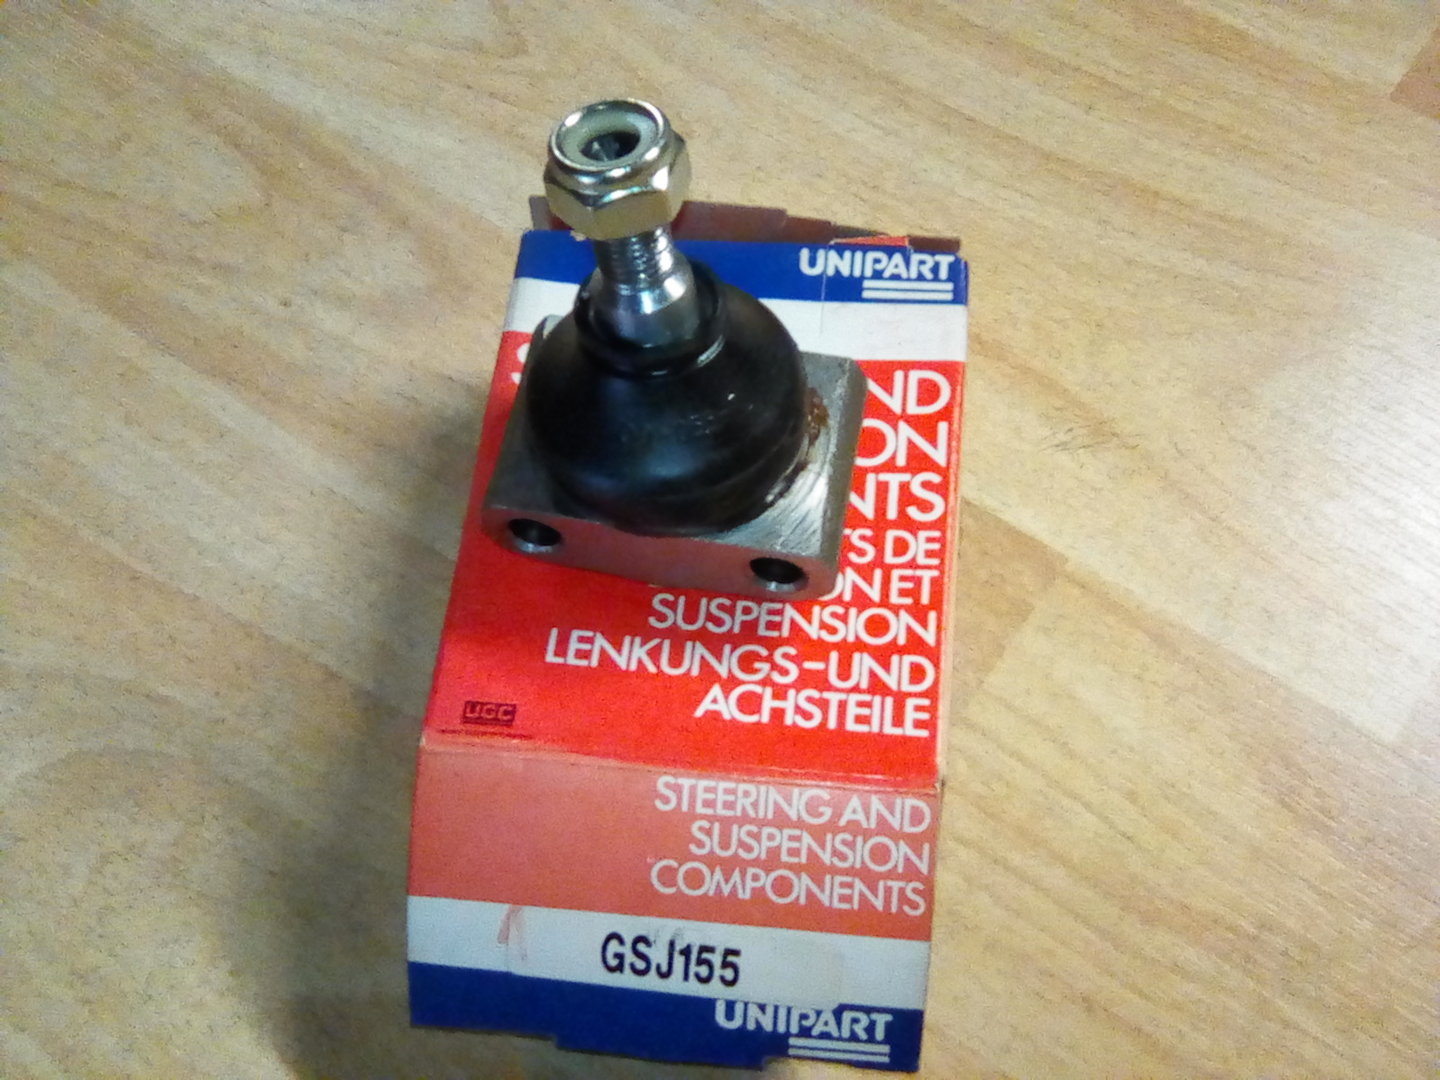 UNIPART
ND
ON
NTS
TS DE
ON ET
SUSPENSION
LENKUNGS-UND
ACHSTEILE
UGC
STEERING AND
SUSPENSION
COMPONENTS
GSJ155
UNIPART